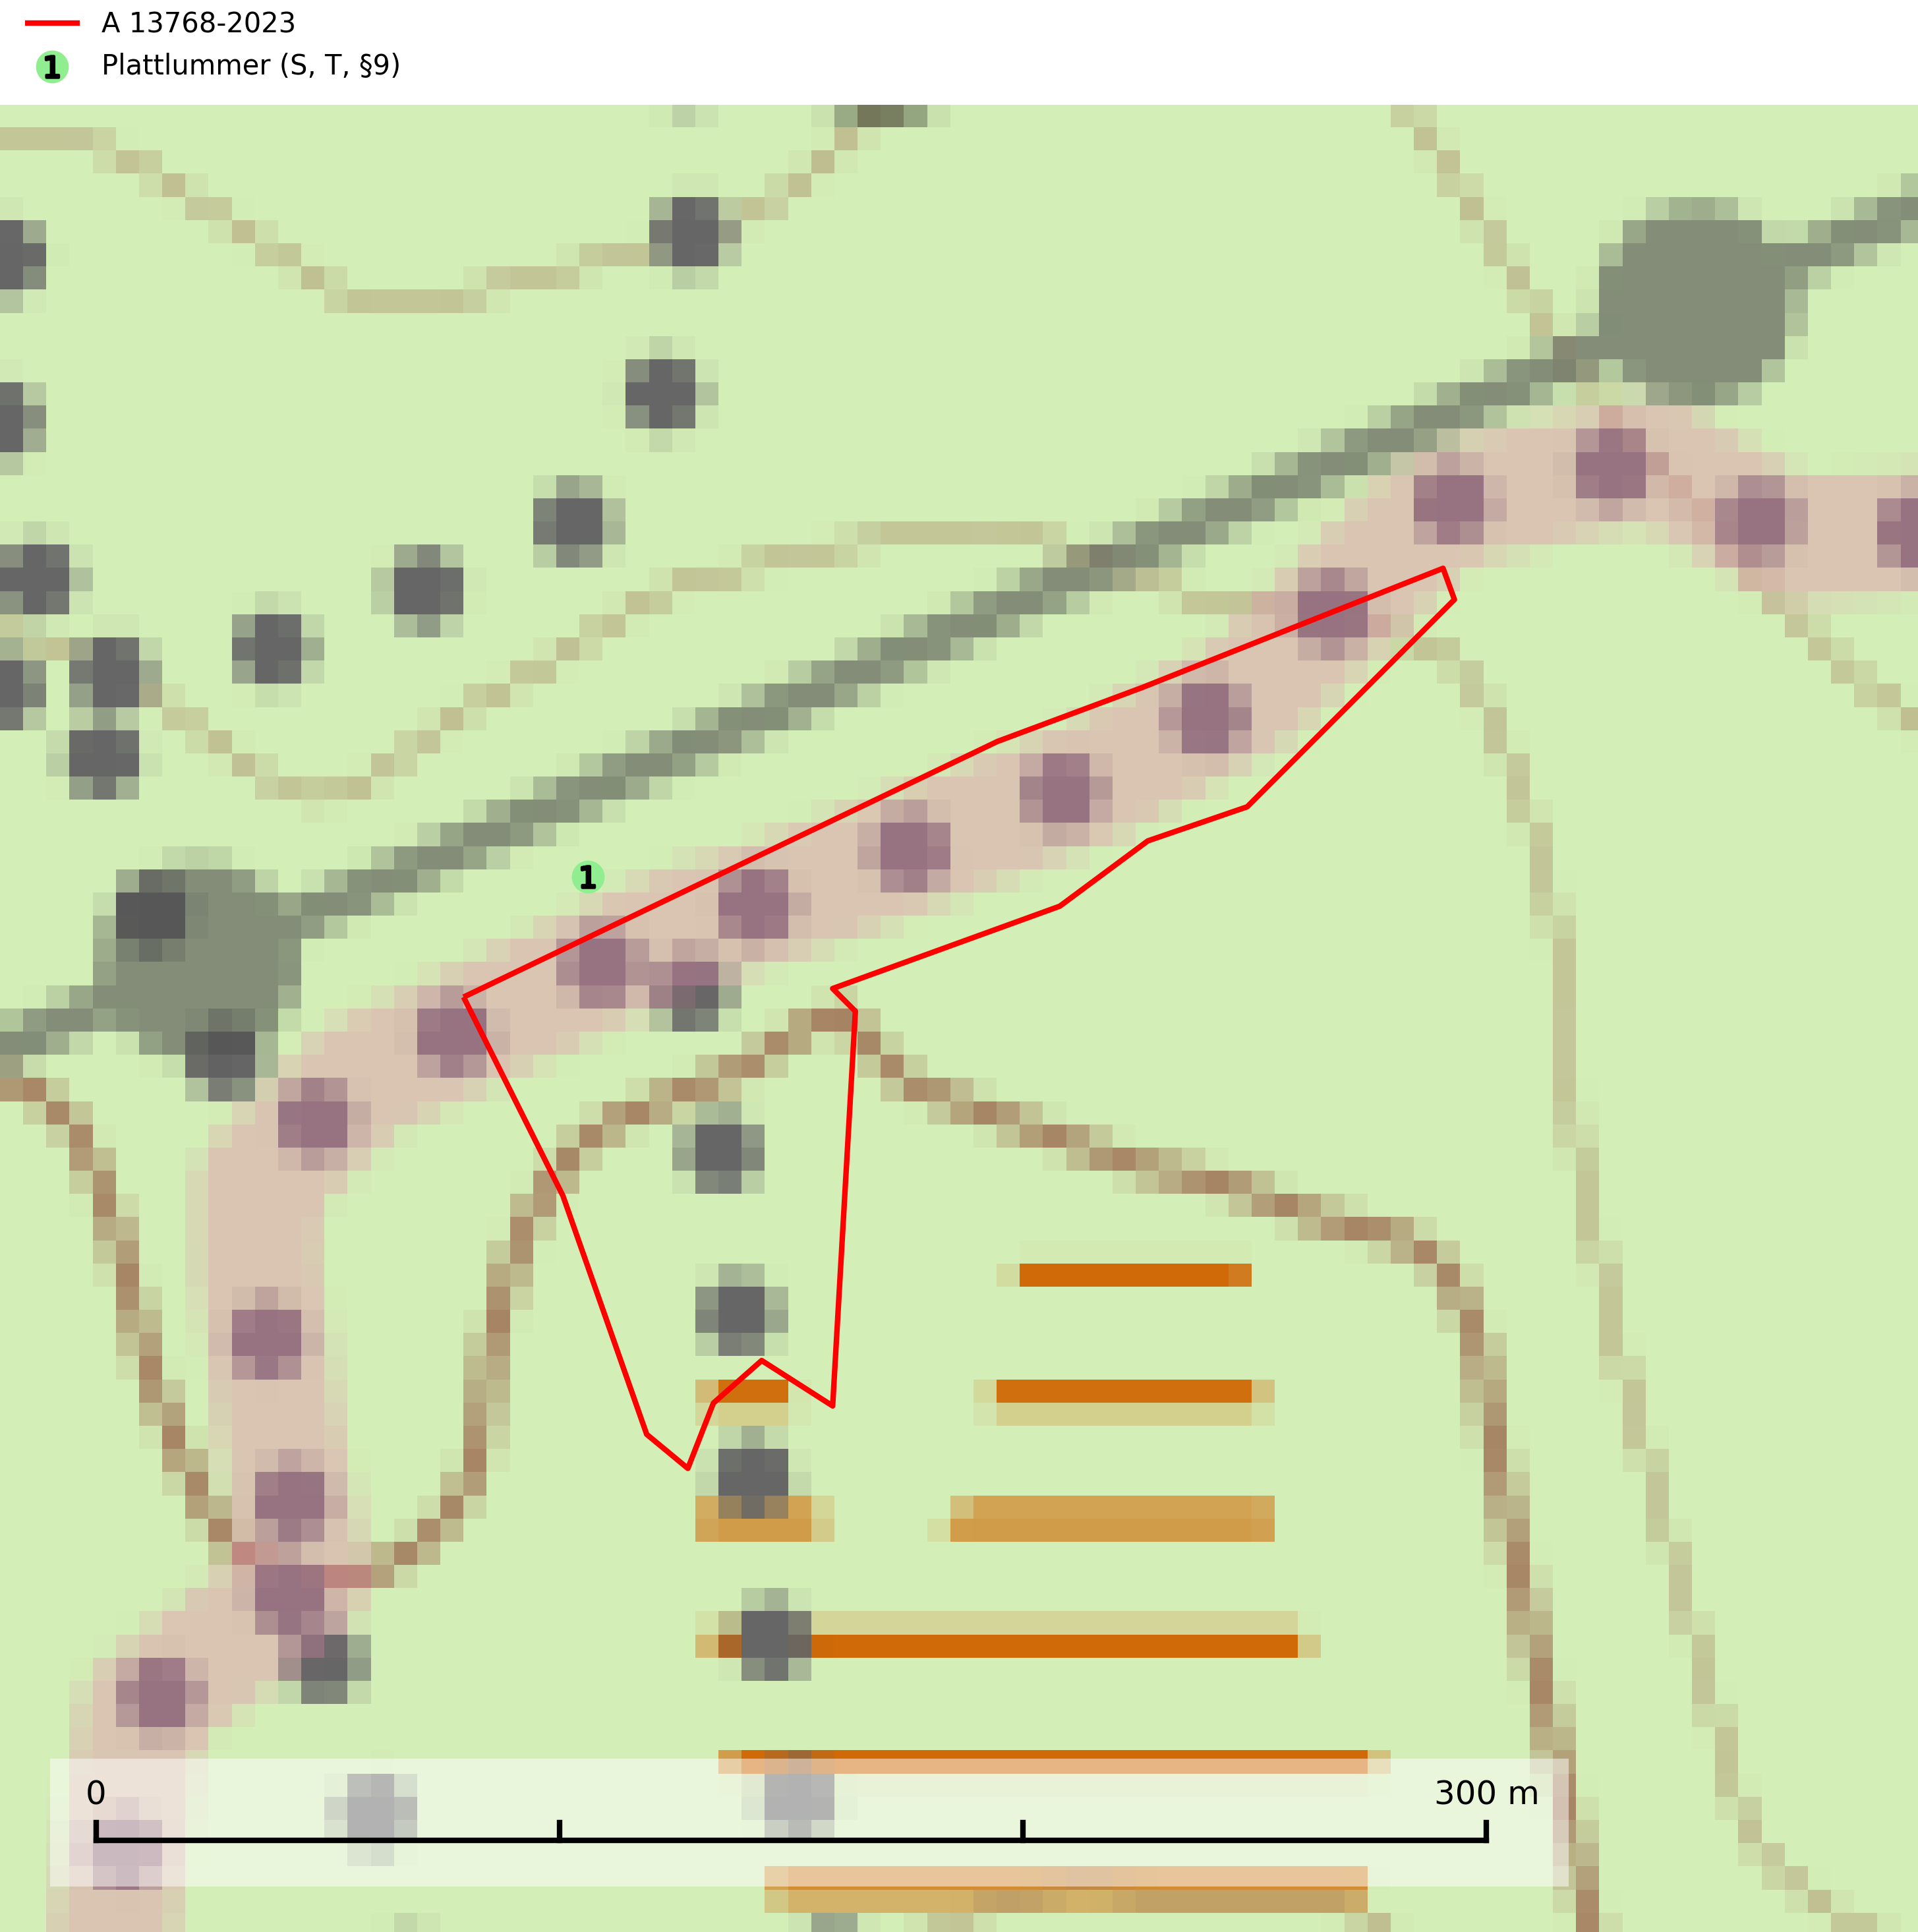 A 13768-2023
1 Plattlummer (S, T, §9)
1
0 300 m